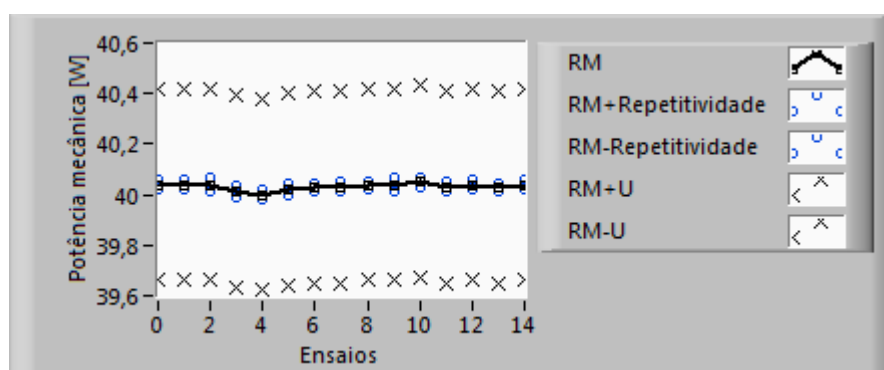 Potência mecânica [W]
40,6
40,4
40,2
40
39,8
39,6
0 2 4 6 8 10 12 14
Ensaios
RM
RM+Repetitividade
RM-Repetitividade
RM+U
RM-U